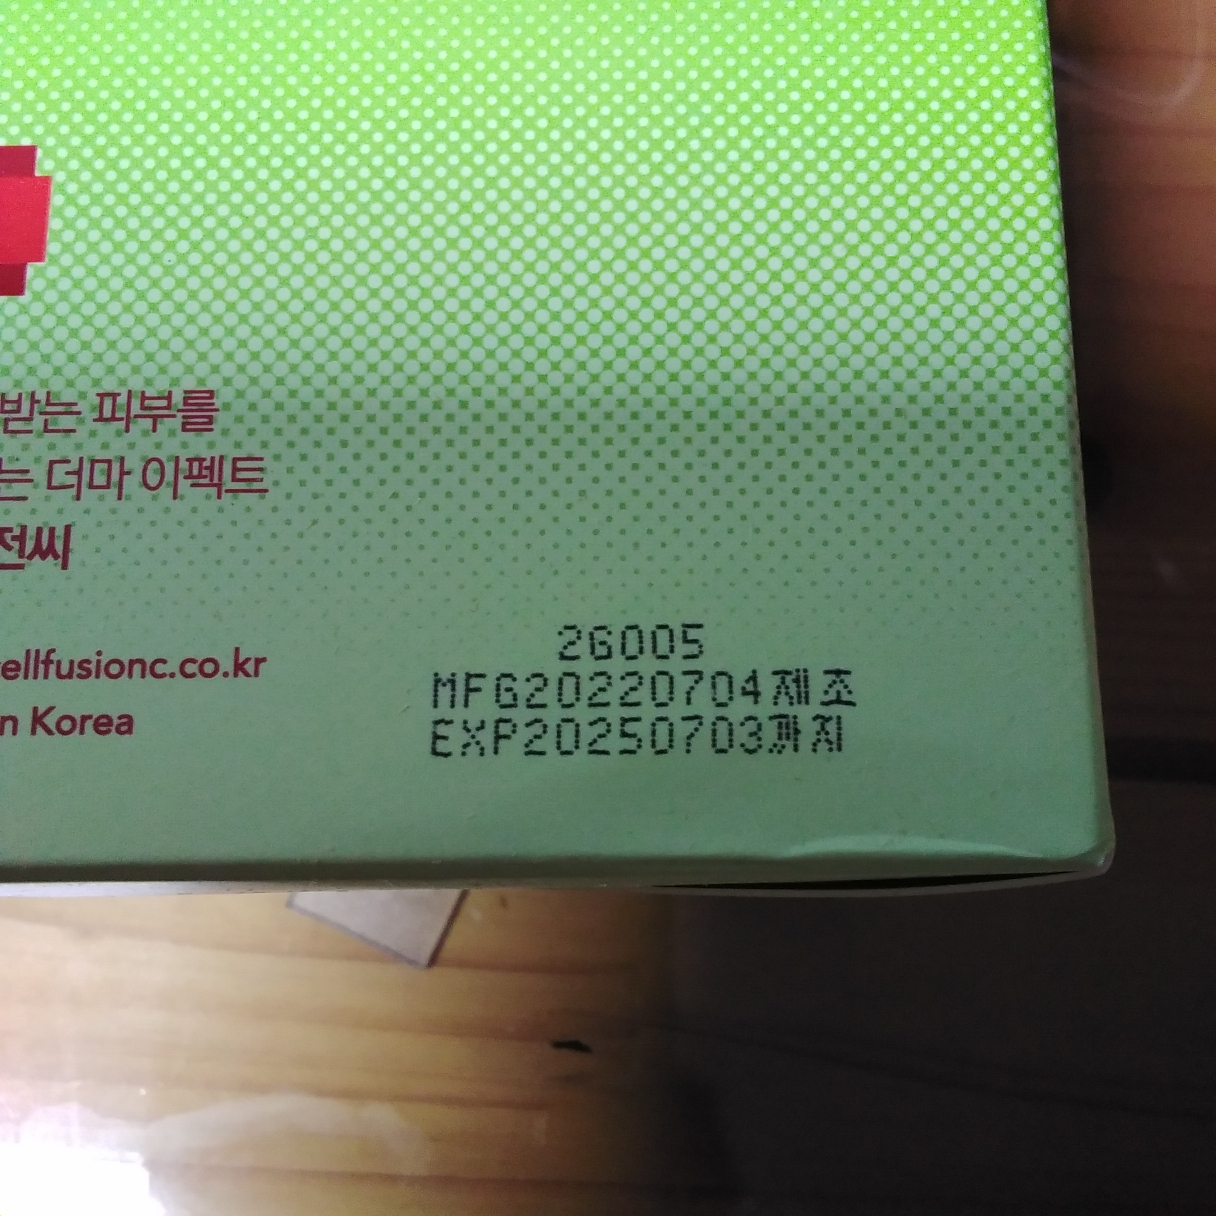 받는 피부를
는 더마 이펙트
전씨
ellfusionc.co.kr
n Korea
2G005
MFG20220704제조
EXP20250703까지